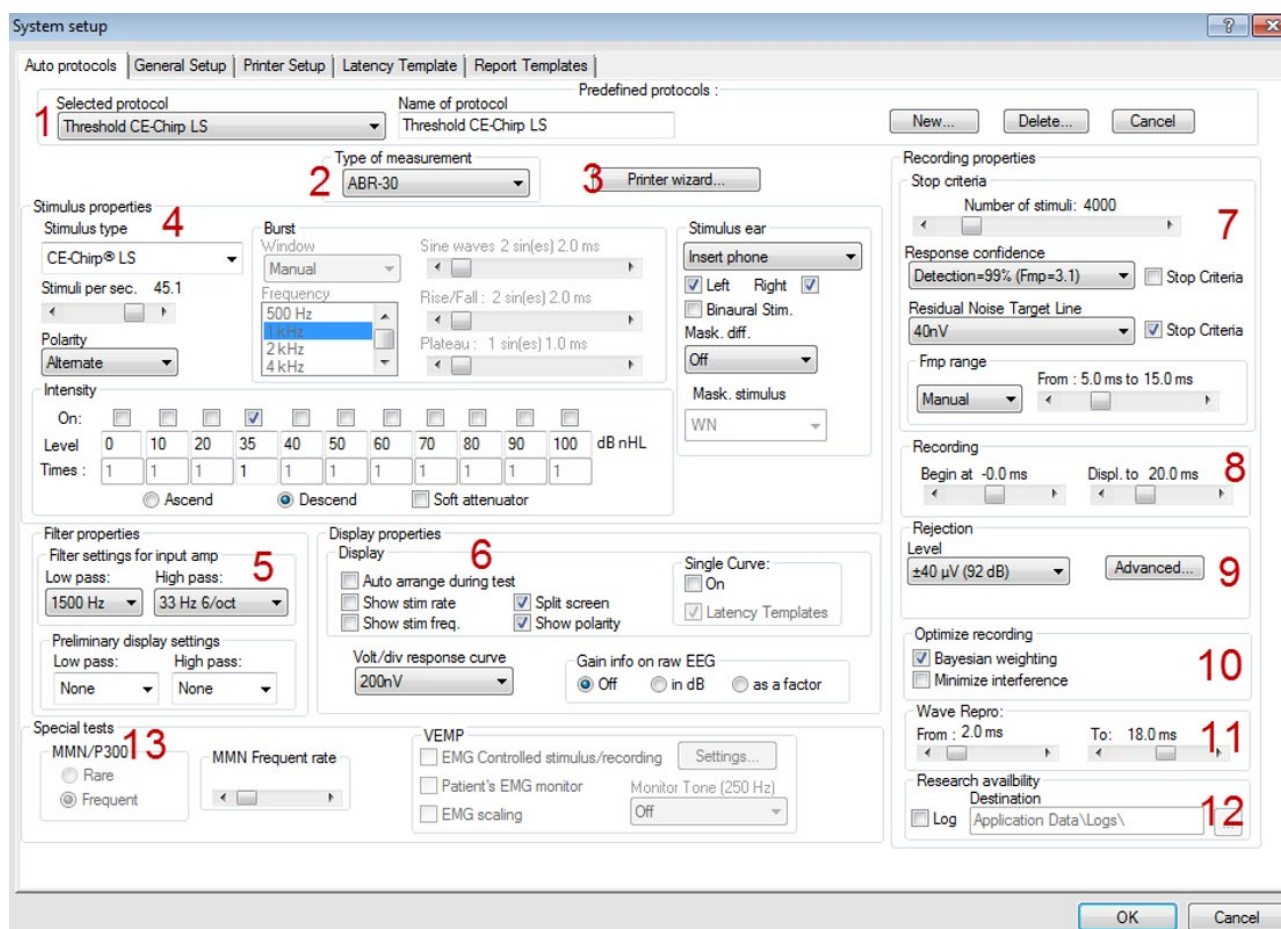 System setup
Auto protocols General Setup Printer Setup Latency Template Report Templates
Predefined protocols :
1
Selected protocol
Threshold CE-Chirp LS
Name of protocol
Threshold CE-Chirp LS
New... Delete... Cancel
2
Type of measurement
ABR-30
3 Printer wizard...
Stimulus properties
4
Stimulus type
CE-Chirp® LS
Stimuli per sec. 45.1
Polarity
Alternate
Burst
Window
Manual
Frequency
500 Hz
1 kHz
2 kHz
4 kHz
Sine waves 2 sin(es) 2.0 ms
Rise/Fall : 2 sin(es) 2.0 ms
Plateau : 1 sin(es) 1.0 ms
Stimulus ear
Insert phone
Left Right
Binaural Stim.
Mask. diff.
Off
Mask. stimulus
WN
Intensity
On:
Level 0 10 20 35 40 50 60 70 80 90 100 dB nHL
Times : 1 1 1 1 1 1 1 1 1 1 1
Ascend Descend Soft attenuator
Filter properties
5
Filter settings for input amp
Low pass: High pass:
1500 Hz 33 Hz 6/oct
Preliminary display settings
Low pass: High pass:
None None
Display properties
6
Display
Auto arrange during test
Show stim rate Split screen
Show stim freq. Show polarity
Single Curve:
On
Latency Templates
Volt/div response curve
200nV
Gain info on raw EEG
Off in dB as a factor
Special tests
13
MMN/P300
Rare
Frequent
MMN Frequent rate
VEMP
EMG Controlled stimulus/recording Settings...
Patient's EMG monitor
EMG scaling
Monitor Tone (250 Hz)
Off
Recording properties
Stop criteria
7
Number of stimuli: 4000
Response confidence
Detection=99% (Fmp=3.1) Stop Criteria
Residual Noise Target Line
40nV Stop Criteria
Fmp range
Manual
From : 5.0 ms to 15.0 ms
Recording
8
Begin at -0.0 ms Displ. to 20.0 ms
Rejection
Level
±40 µV (92 dB) Advanced... 9
Optimize recording
10
Bayesian weighting
Minimize interference
Wave Repro:
11
From : 2.0 ms To: 18.0 ms
Research availbility
12
Destination
Log Application Data\Logs\ ...
OK Cancel